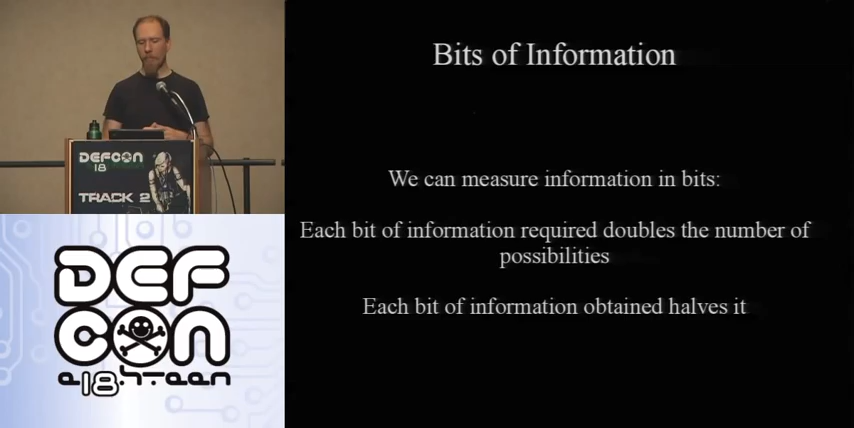 Bits of Information
We can measure information in bits:
Each bit of information required doubles the number of
possibilities
Each bit of information obtained halves it
DEFCON
18
TRACK 2
DEF
CON
e18hteen